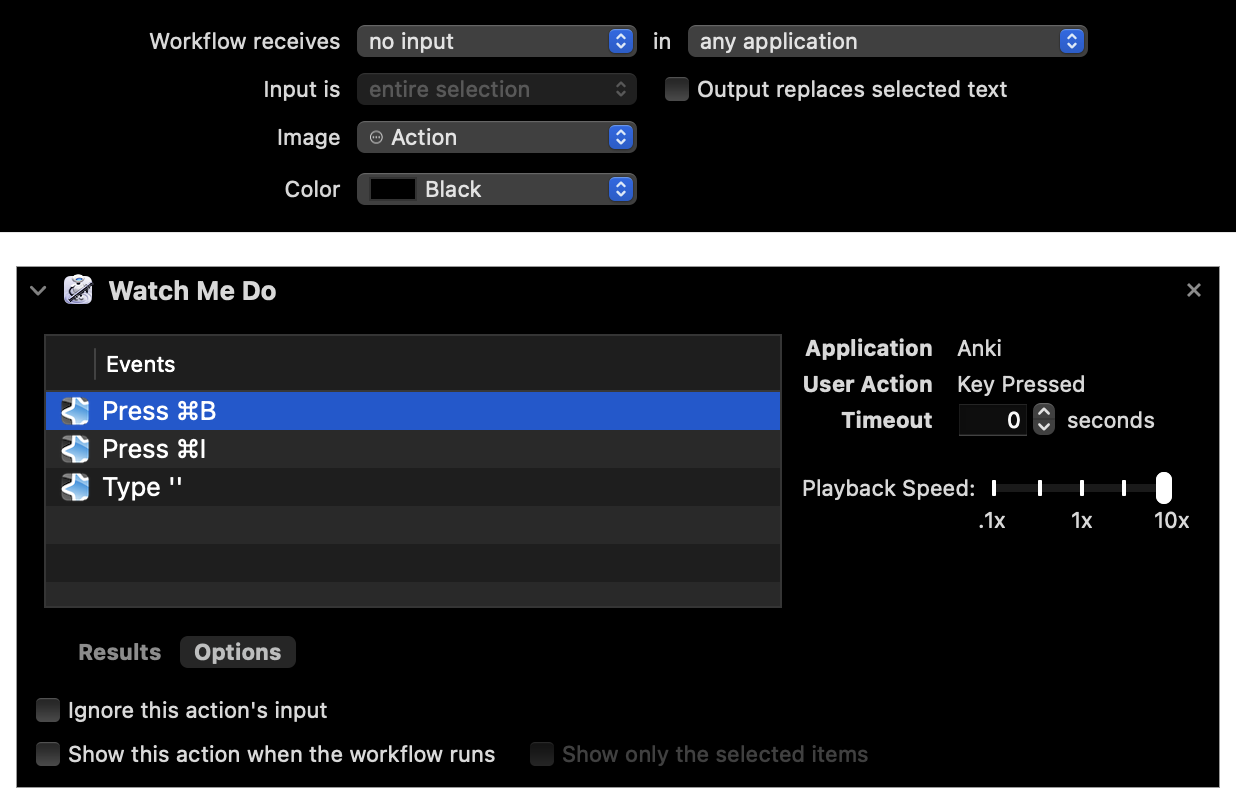 Workflow receives no input in any application
Input is entire selection Output replaces selected text
Image Action
Color Black
Watch Me Do
Events
Press ⌘B
Press ⌘I
Type ''
Application Anki
User Action Key Pressed
Timeout 0 seconds
Playback Speed:
.1x 1x 10x
Results Options
Ignore this action's input
Show this action when the workflow runs Show only the selected items